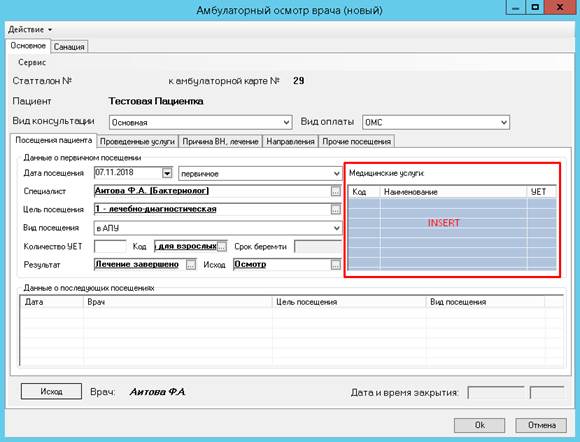 Амбулаторный осмотр врача (новый)
Действие
Основное Санация
Сервис
Статталон № к амбулаторной карте № 29
Пациент Тестовая Пациентка
Вид консультации Основная Вид оплаты ОМС
Посещения пациента Проведенные услуги Причина ВН, лечение Направления Прочие посещения
Данные о первичном посещении
Дата посещения 07.11.2018 первичное
Специалист Аитова Ф.А. (Бактериолог) ...
Цель посещения 1 - лечебно-диагностическая ...
Вид посещения в АПУ
Количество УЕТ Код для взрослых ... Срок берем-ти
Результат Лечение завершено ... Исход Осмотр ...
Медицинские услуги:
Код Наименование УЕТ
INSERT
Данные о последующих посещениях
Дата Врач Цель посещения Вид посещения
Исход Врач: Аитова Ф.А. Дата и время закрытия:
Ok Отмена